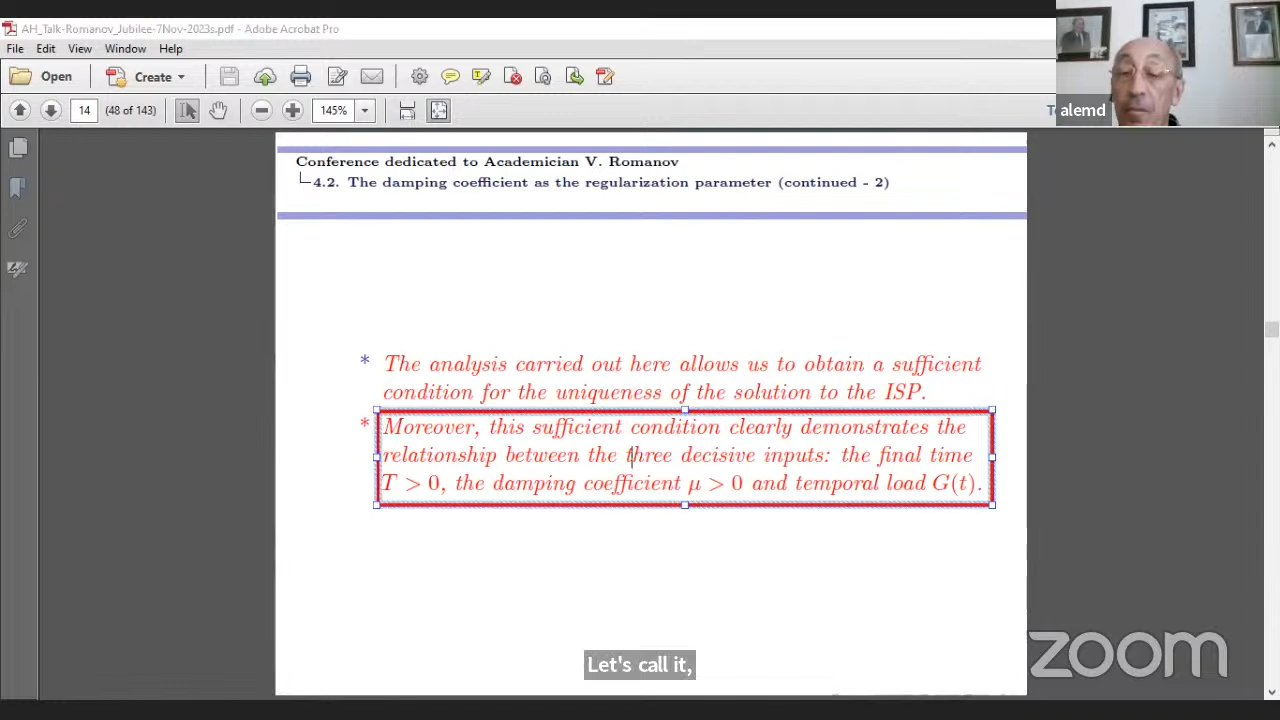 AH_Talk-Romanov_Jubilee-7Nov-2023s.pdf - Adobe Acrobat Pro
File Edit View Window Help
Open Create
14 (48 of 143) 145%
alemd
Conference dedicated to Academician V. Romanov
4.2. The damping coefficient as the regularization parameter (continued - 2)
* The analysis carried out here allows us to obtain a sufficient
condition for the uniqueness of the solution to the ISP.
* Moreover, this sufficient condition clearly demonstrates the
relationship between the three decisive inputs: the final time
T > 0, the damping coefficient μ > 0 and temporal load G(t).
Let's call it,
zoom